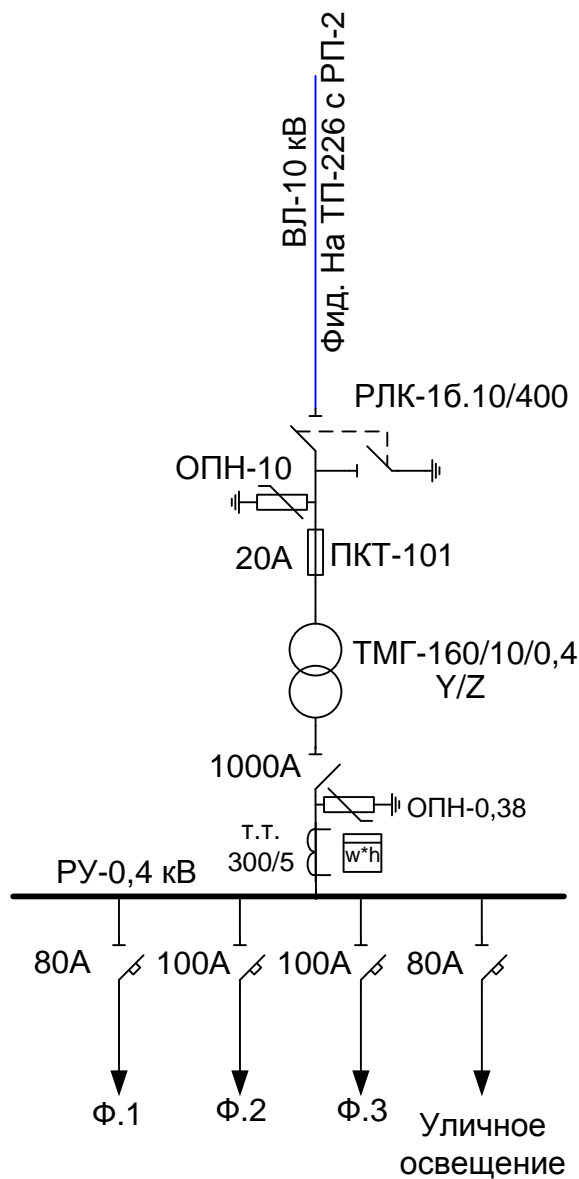 ВЛ-10 кВ
Фид. На ТП-226 с РП-2
РЛК-1б.10/400
ОПН-10
20А
ПКТ-101
ТМГ-160/10/0,4
Y/Z
1000А
ОПН-0,38
т.т.
300/5
w*h
РУ-0,4 кВ
80А
100А
100А
80А
Ф.1
Ф.2
Ф.3
Уличное
освещение